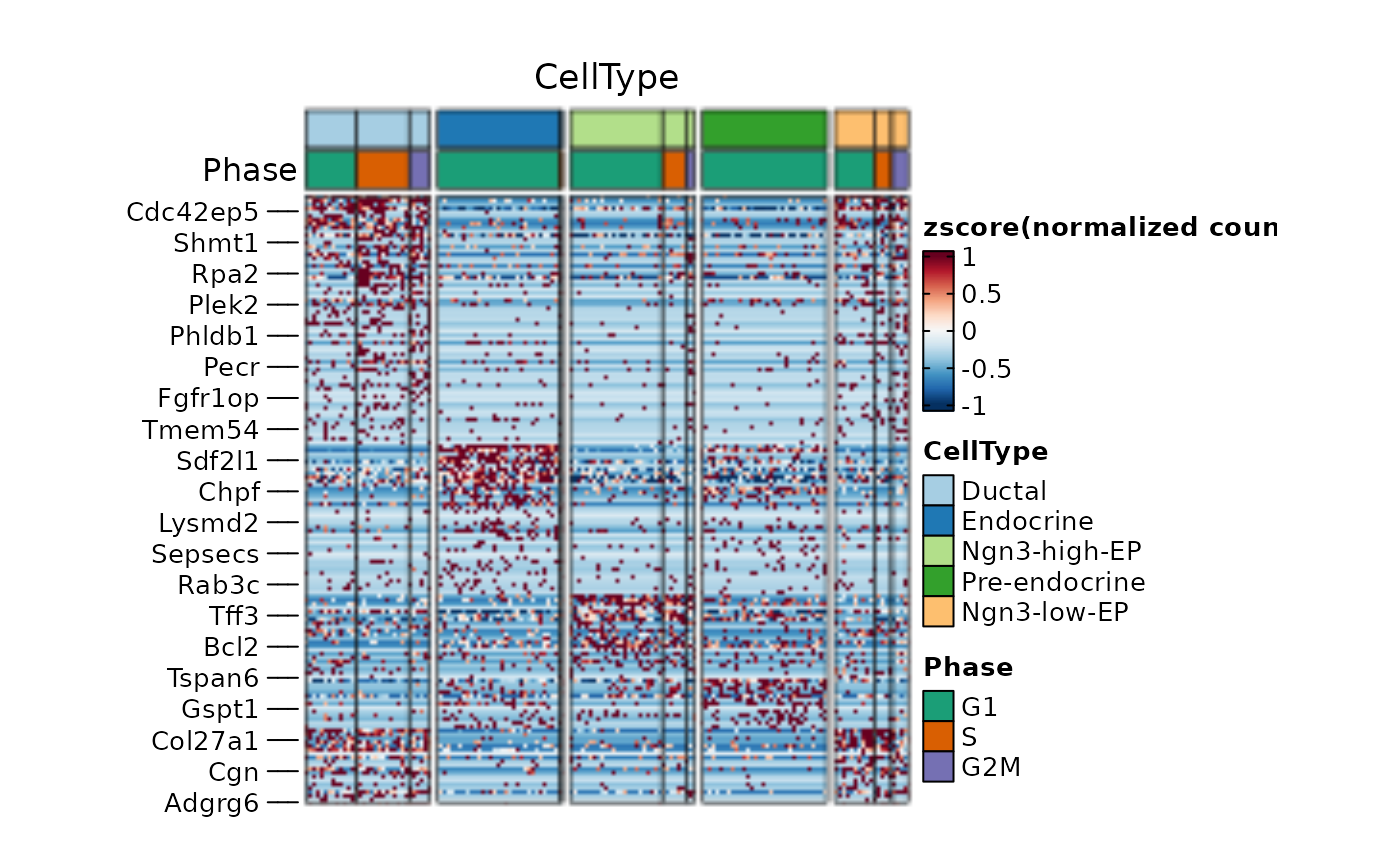 CellType
Phase
Cdc42ep5
Shmt1
Rpa2
Plek2
Phldb1
Pecr
Fgfr1op
Tmem54
Sdf2l1
Chpf
Lysmd2
Sepsecs
Rab3c
Tff3
Bcl2
Tspan6
Gspt1
Col27a1
Cgn
Adgrg6
zscore(normalized coun
1
0.5
0
-0.5
-1
CellType
Ductal
Endocrine
Ngn3-high-EP
Pre-endocrine
Ngn3-low-EP
Phase
G1
S
G2M